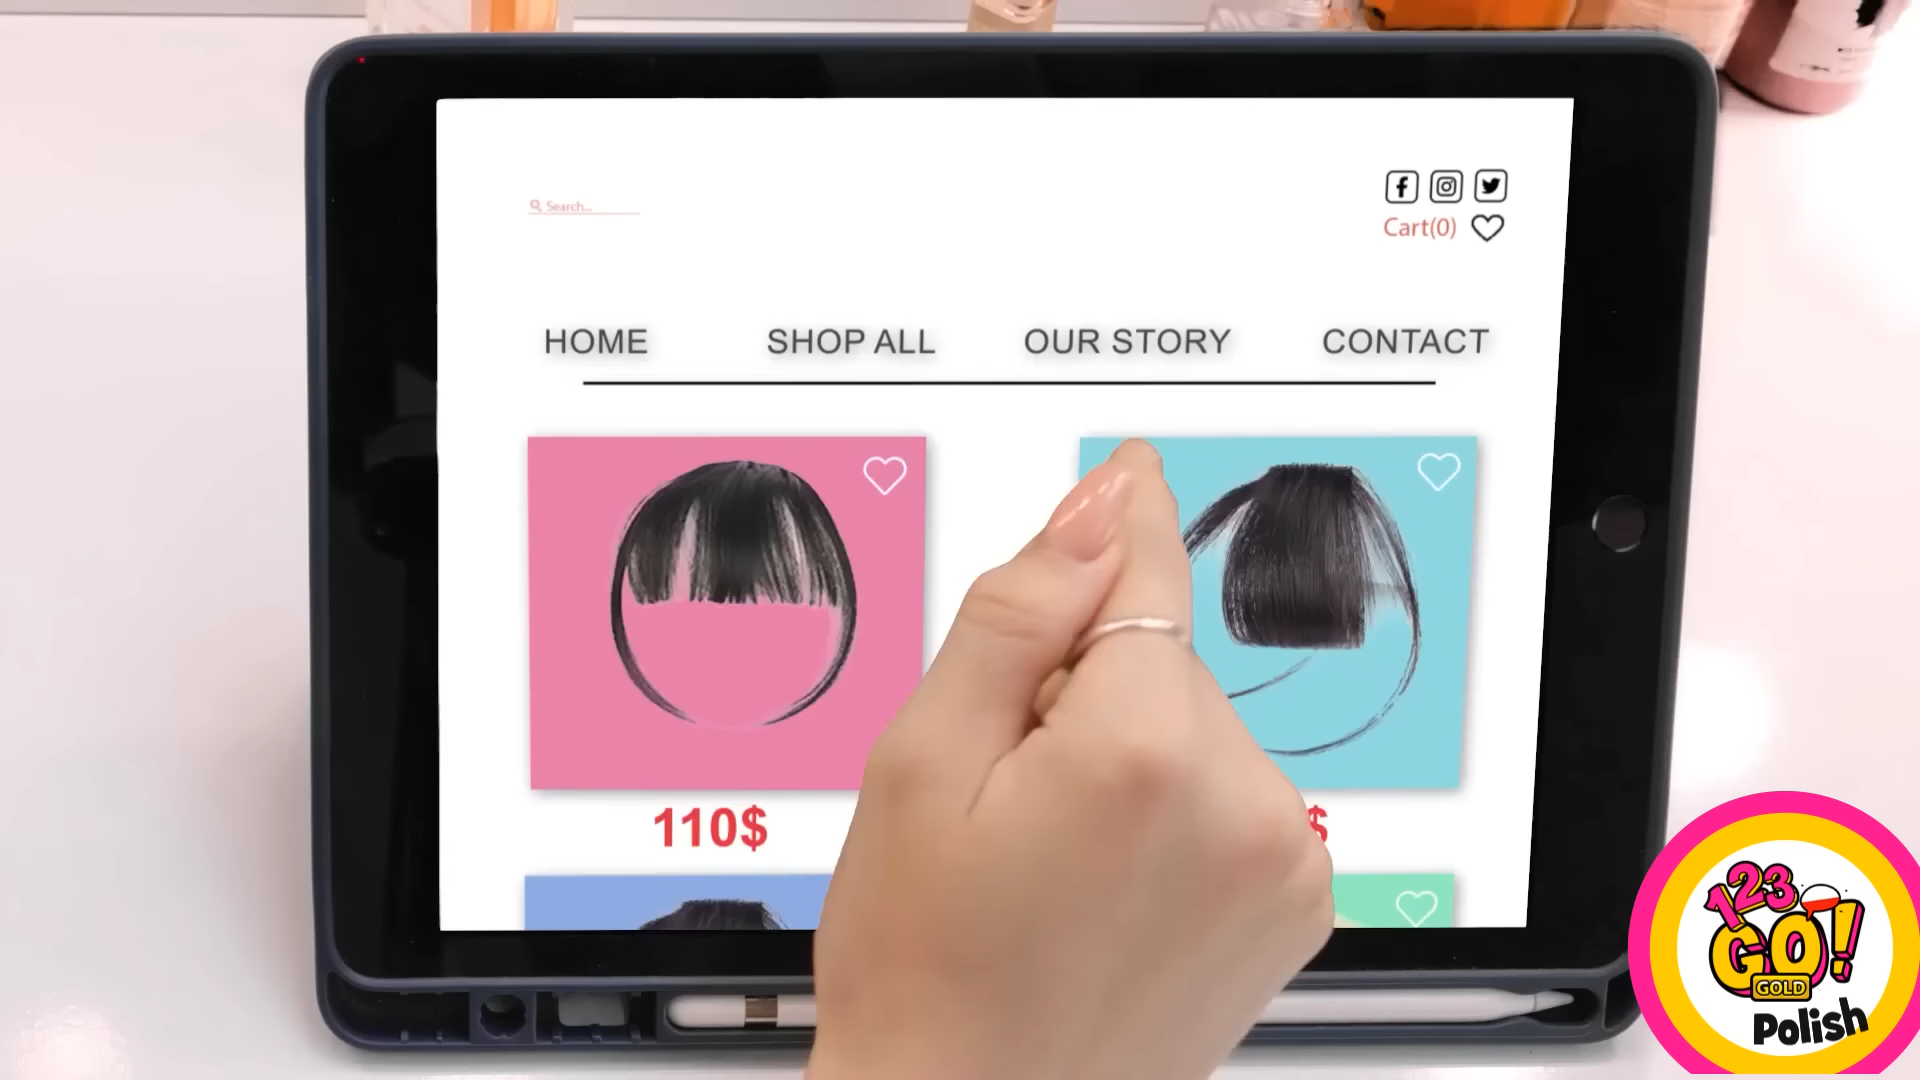 Search...
Cart(0)
HOME SHOP ALL OUR STORY CONTACT
110$
$
123
GO!
GOLD
Polish